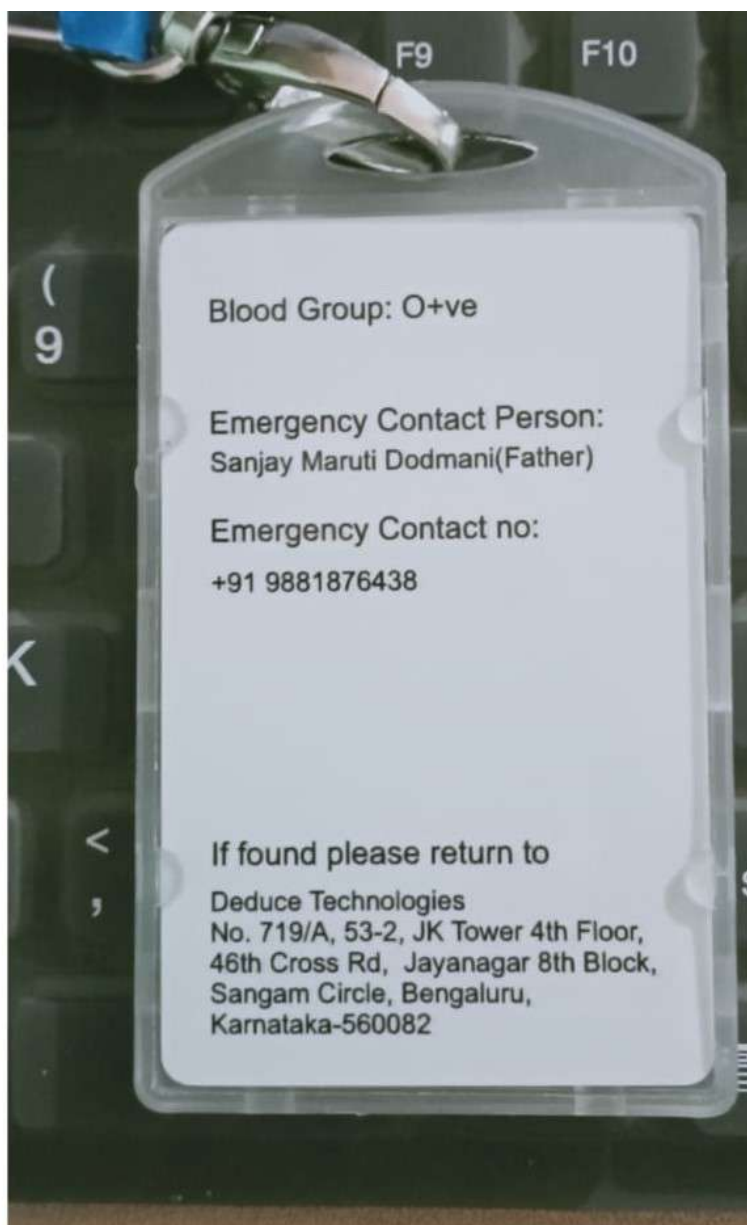 F9 F10
(
9
Blood Group: O+ve
Emergency Contact Person:
Sanjay Maruti Dodmani(Father)
Emergency Contact no:
+91 9881876438
K
<
,
If found please return to
Deduce Technologies
No. 719/A, 53-2, JK Tower 4th Floor,
46th Cross Rd, Jayanagar 8th Block,
Sangam Circle, Bengaluru,
Karnataka-560082